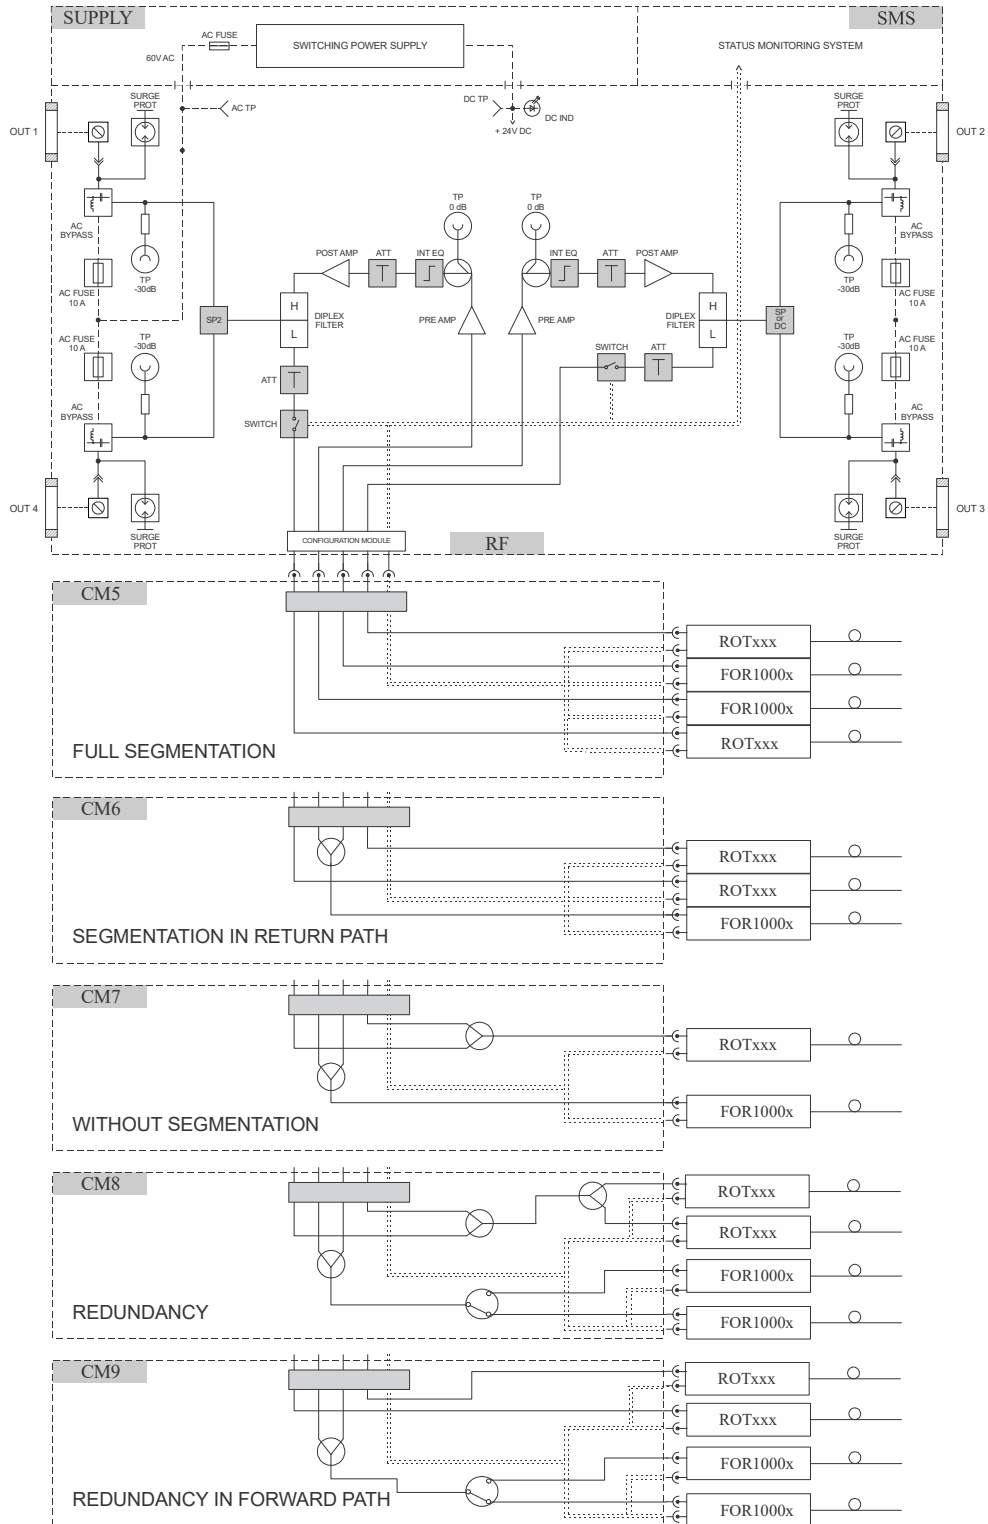 SUPPLY
SMS
AC FUSE
SWITCHING POWER SUPPLY
STATUS MONITORING SYSTEM
60V AC
SURGE
PROT
AC TP
DC TP
DC IND
+ 24V DC
SURGE
PROT
OUT 1
OUT 2
AC
BYPASS
TP
-30dB
AC FUSE
10 A
TP
0 dB
TP
0 dB
POST AMP
ATT
INT EQ
INT EQ
ATT
POST AMP
AC
BYPASS
TP
-30dB
AC FUSE
10 A
H
L
DIPLEX
FILTER
PRE AMP
PRE AMP
DIPLEX
FILTER
H
L
SP2
SP
or
DC
AC FUSE
10 A
TP
-30dB
SWITCH
ATT
TP
-30dB
AC FUSE
10 A
ATT
AC
BYPASS
SWITCH
AC
BYPASS
OUT 4
OUT 3
SURGE
PROT
CONFIGURATION MODULE
RF
SURGE
PROT
CM5
ROTxxx
FOR1000x
FOR1000x
ROTxxx
FULL SEGMENTATION
CM6
ROTxxx
ROTxxx
FOR1000x
SEGMENTATION IN RETURN PATH
CM7
ROTxxx
FOR1000x
WITHOUT SEGMENTATION
CM8
ROTxxx
ROTxxx
FOR1000x
FOR1000x
REDUNDANCY
CM9
ROTxxx
ROTxxx
FOR1000x
FOR1000x
REDUNDANCY IN FORWARD PATH